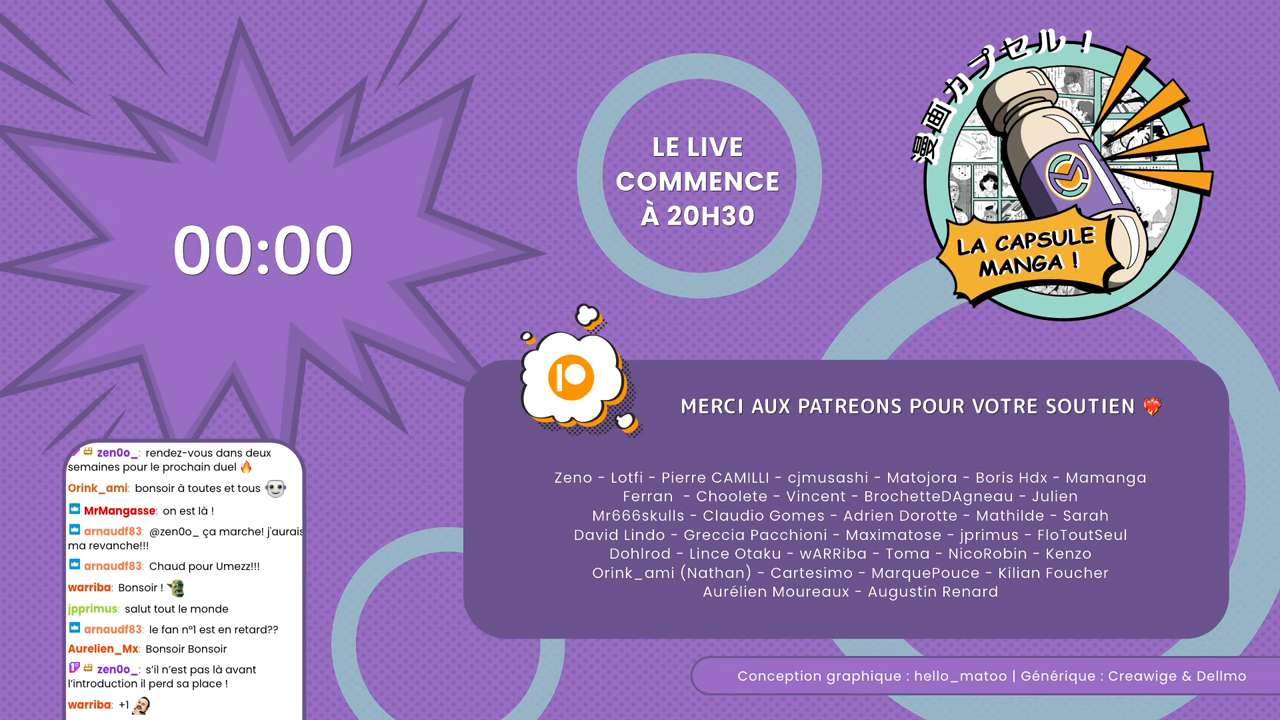 00:00
LE LIVE
COMMENCE
À 20H30
漫画カプセル！
LA CAPSULE
MANGA !
MERCI AUX PATREONS POUR VOTRE SOUTIEN ❤️‍🔥
Zeno - Lotfi - Pierre CAMILLI - cjmusashi - Matojora - Boris Hdx - Mamanga
Ferran - Choolete - Vincent - BrochetteDAgneau - Julien
Mr666skulls - Claudio Gomes - Adrien Dorotte - Mathilde - Sarah
David Lindo - Greccia Pacchioni - Maximatose - jprimus - FloToutSeul
Dohlrod - Lince Otaku - wARRiba - Toma - NicoRobin - Kenzo
Orink_ami (Nathan) - Cartesimo - MarquePouce - Kilian Foucher
Aurélien Moureaux - Augustin Renard
zen0o_: rendez-vous dans deux
semaines pour le prochain duel 🔥
Orink_ami: bonsoir à toutes et tous
MrMangasse: on est là !
arnaudf83: @zen0o_ ça marche! j'aurais
ma revanche!!!
arnaudf83: Chaud pour Umezz!!!
warriba: Bonsoir !
jpprimus: salut tout le monde
arnaudf83: le fan n°1 est en retard??
Aurelien_Mx: Bonsoir Bonsoir
zen0o_: s'il n'est pas là avant
l'introduction il perd sa place !
warriba: +1
Conception graphique : hello_matoo | Générique : Creawige & Dellmo